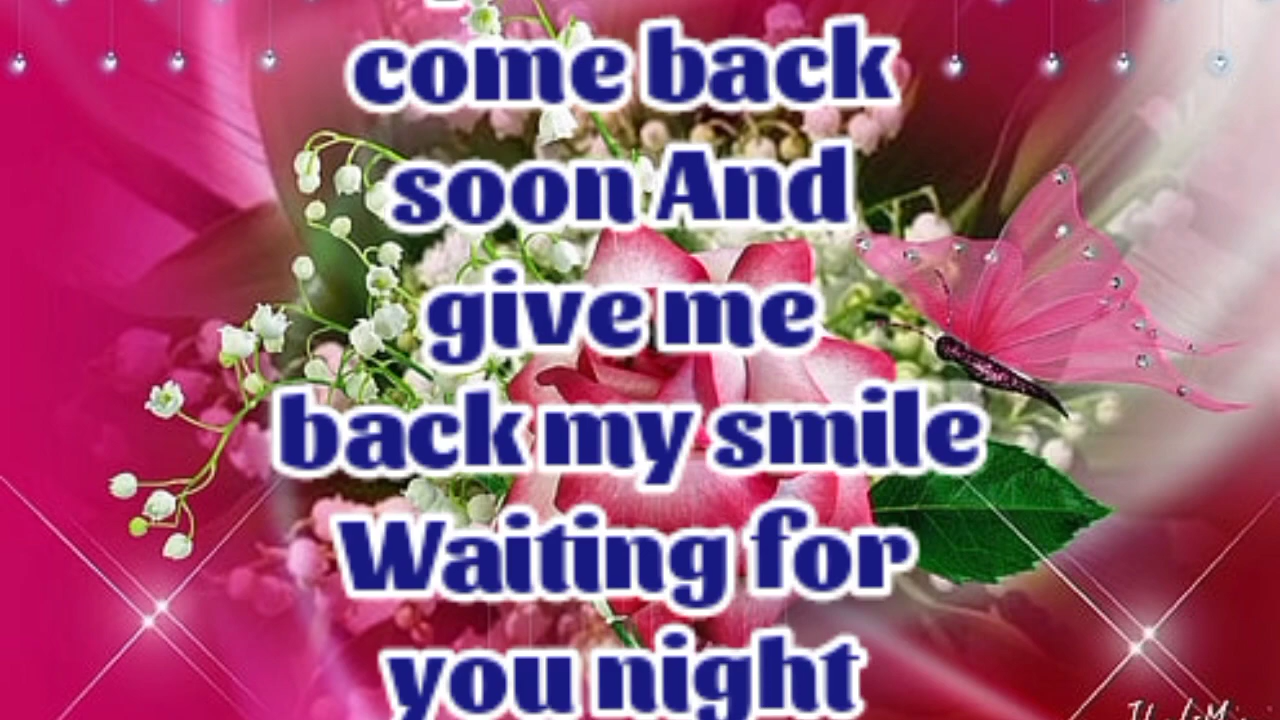 come back
soon And
give me
back my smile
Waiting for
you night